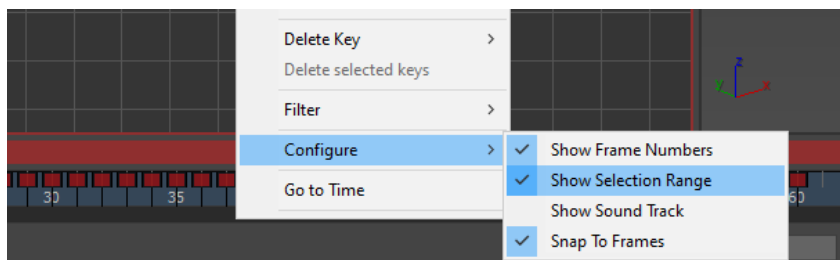 Delete Key
Delete selected keys
Filter
Configure
Go to Time
Show Frame Numbers
Show Selection Range
Show Sound Track
Snap To Frames
30
35
60
z
y
x